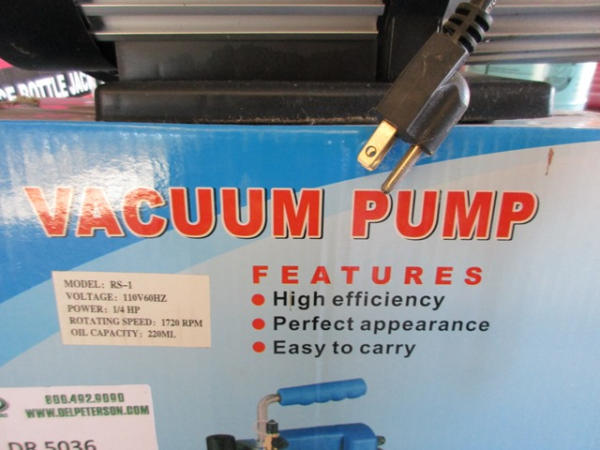 BOTTLE JACK
VACUUM PUMP
MODEL: RS-1
VOLTAGE: 110V60HZ
POWER: 1/4 HP
ROTATING SPEED: 1720 RPM
OIL CAPACITY: 220ML
FEATURES
● High efficiency
● Perfect appearance
● Easy to carry
800.492.9090
WWW.DELPETERSON.COM
DR 5036